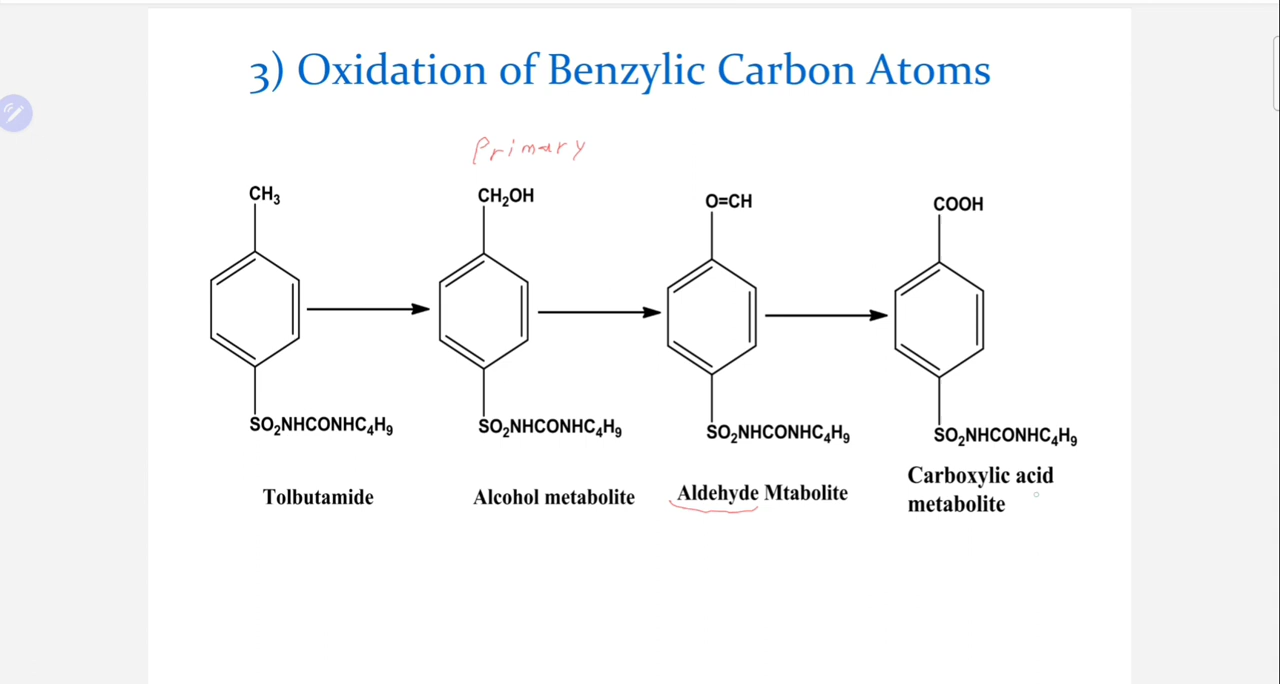 3) Oxidation of Benzylic Carbon Atoms
Primary
CH₃
CH₂OH
O=CH
COOH
SO₂NHCONHC₄H₉
SO₂NHCONHC₄H₉
SO₂NHCONHC₄H₉
SO₂NHCONHC₄H₉
Tolbutamide
Alcohol metabolite
Aldehyde Mtabolite
Carboxylic acid
metabolite